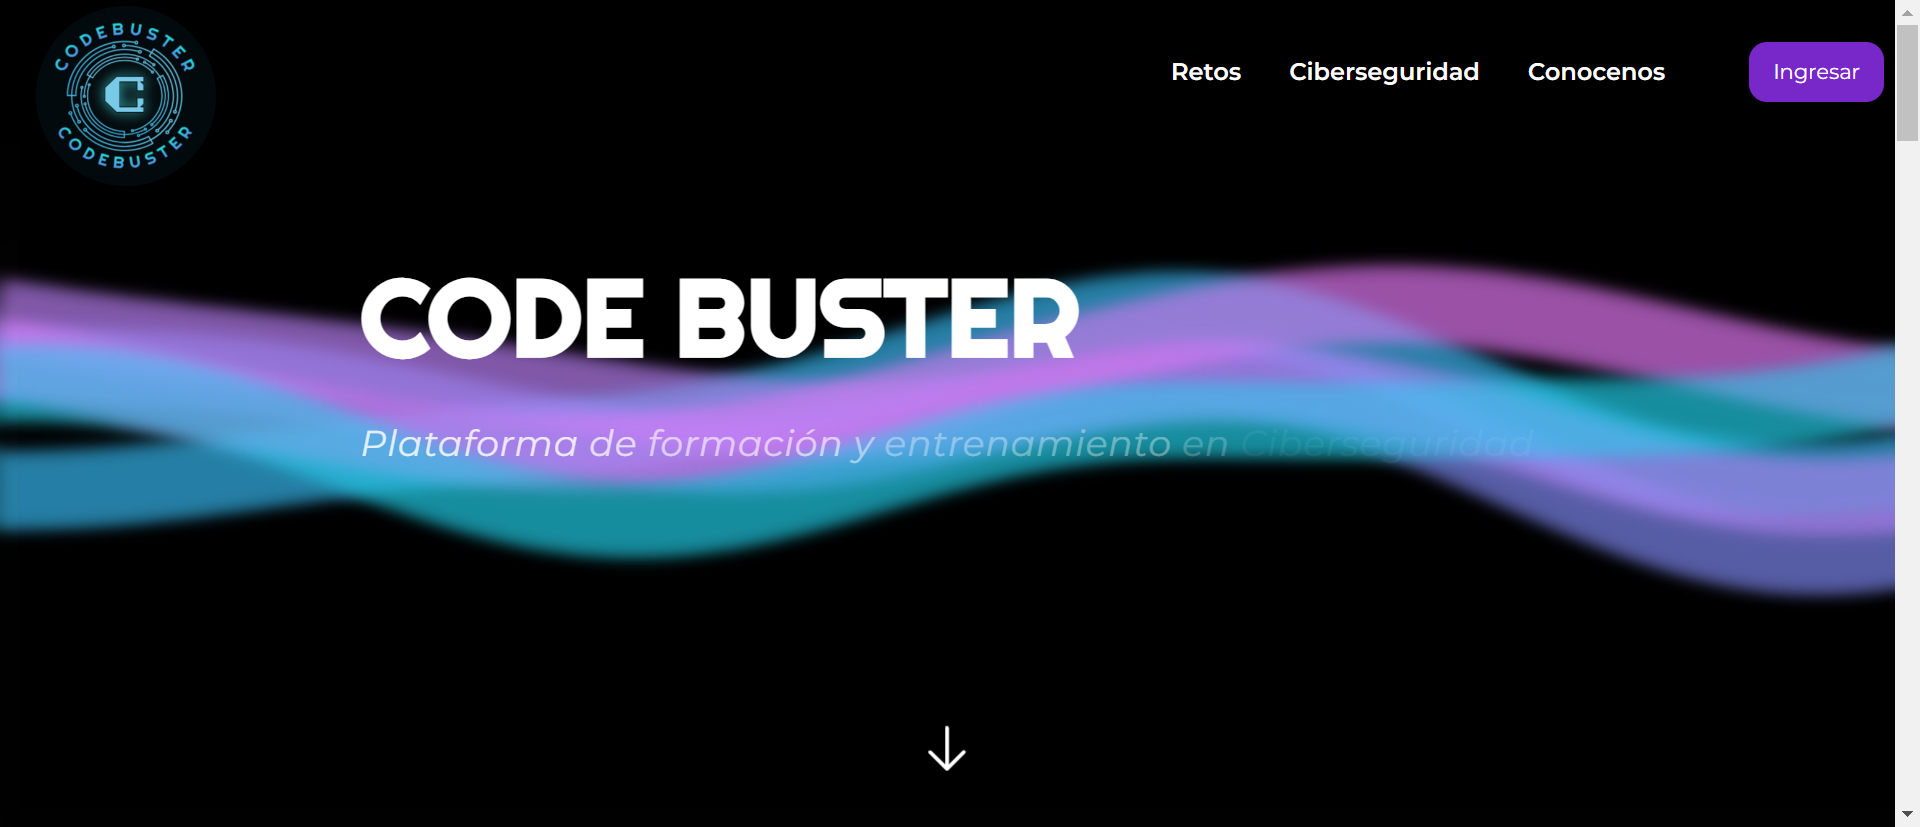 CODEBUSTER
C
CODEBUSTER
Retos Ciberseguridad Conocenos Ingresar
CODE BUSTER
Plataforma de formación y entrenamiento en Ciberseguridad